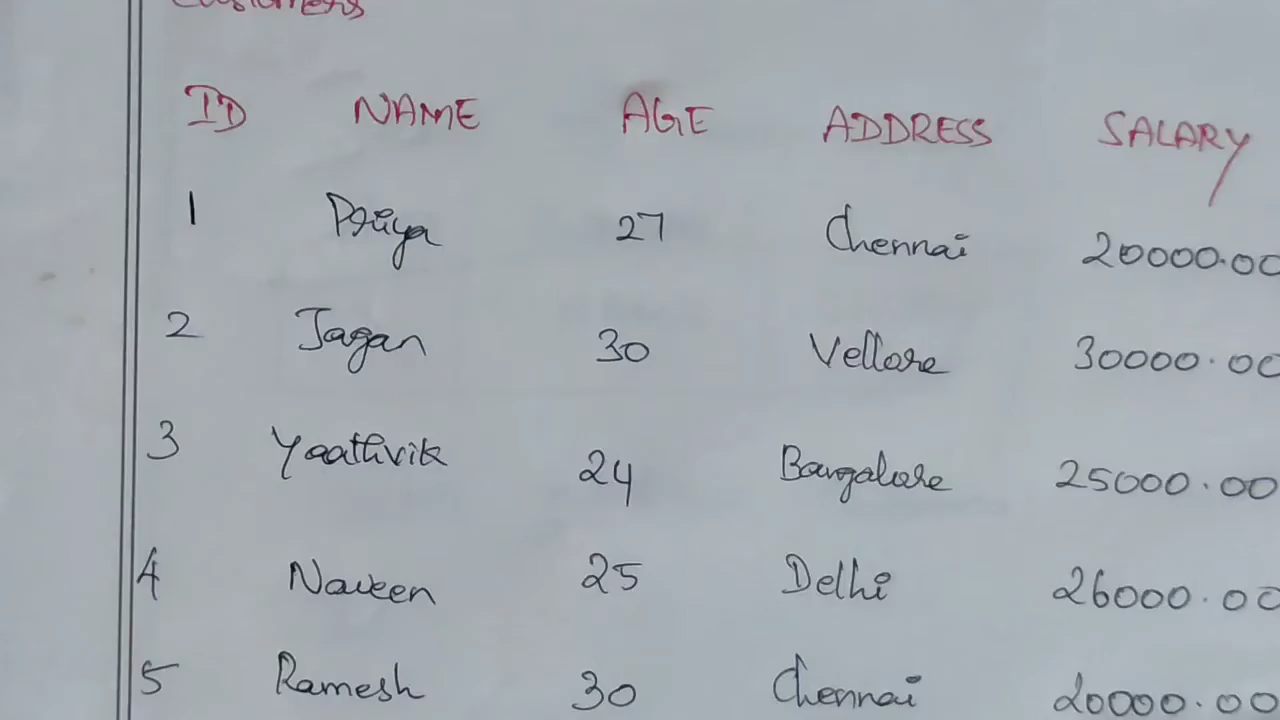 Customers
ID NAME AGE ADDRESS SALARY
1 Priya 27 Chennai 20000.00
2 Jagan 30 Vellore 30000.00
3 Yaathvik 24 Bangalore 25000.00
4 Naveen 25 Delhi 26000.00
5 Ramesh 30 Chennai 20000.00